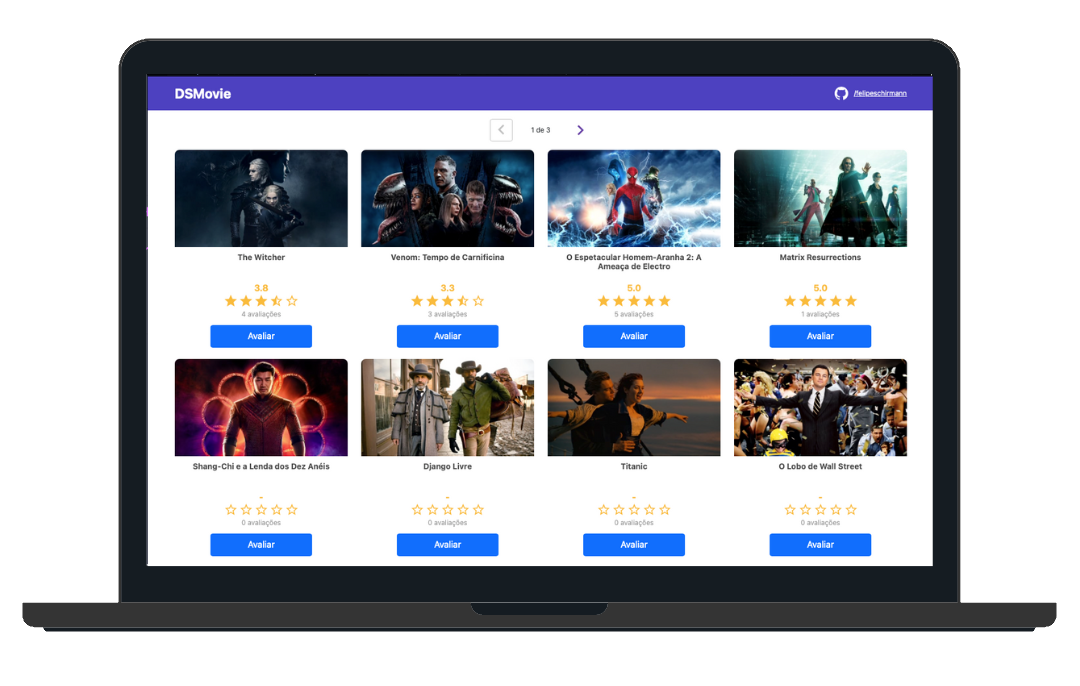 DSMovie
/felipeschirmann
1 de 3
The Witcher
Venom: Tempo de Carnificina
O Espetacular Homem-Aranha 2: A
Ameaça de Electro
Matrix Resurrections
3.8
3.3
5.0
5.0
4 avaliações
3 avaliações
5 avaliações
1 avaliações
Avaliar
Avaliar
Avaliar
Avaliar
Shang-Chi e a Lenda dos Dez Anéis
Django Livre
Titanic
O Lobo de Wall Street
-
-
-
-
0 avaliações
0 avaliações
0 avaliações
0 avaliações
Avaliar
Avaliar
Avaliar
Avaliar